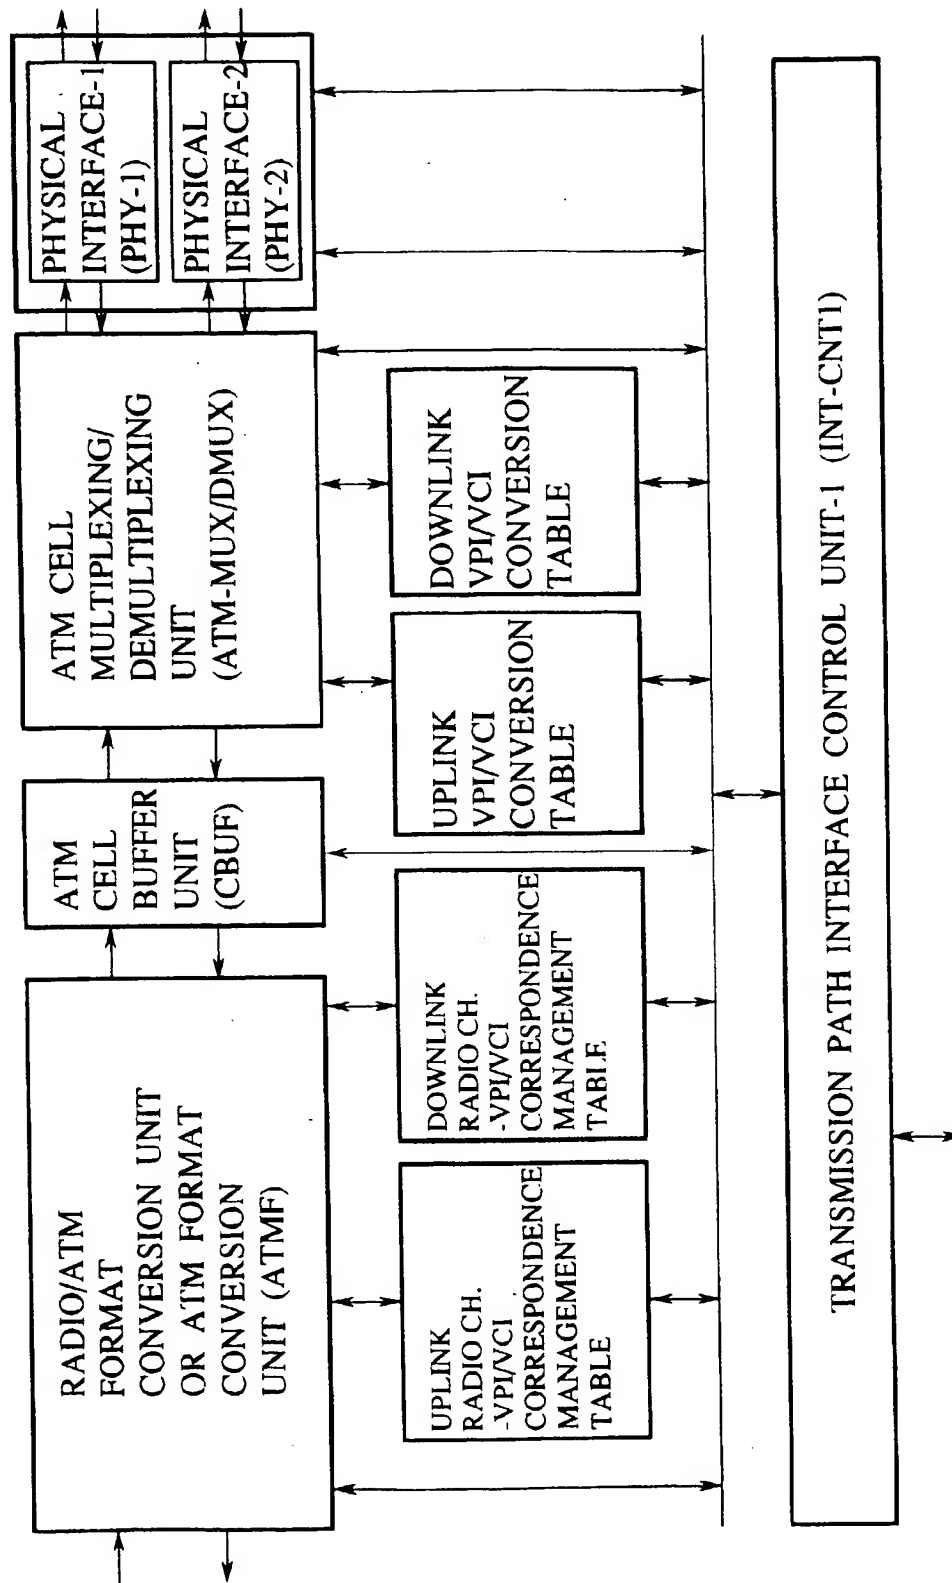 RADIO/ATM
FORMAT
CONVERSION UNIT
OR ATM FORMAT
CONVERSION
UNIT (ATMF)
ATM
CELL
BUFFER
UNIT
(CBUF)
ATM CELL
MULTIPLEXING/
DEMULTIPLEXING
UNIT
(ATM-MUX/DMUX)
PHYSICAL
INTERFACE-1
(PHY-1)
PHYSICAL
INTERFACE-2
(PHY-2)
UPLINK
RADIO CH.
-VPI/VCI
CORRESPONDENCE
MANAGEMENT
TABLE
DOWNLINK
RADIO CH.
-VPI/VCI
CORRESPONDENCE
MANAGEMENT
TABLE
UPLINK
VPI/VCI
CONVERSION
TABLE
DOWNLINK
VPI/VCI
CONVERSION
TABLE
TRANSMISSION PATH INTERFACE CONTROL UNIT-1 (INT-CNT1)